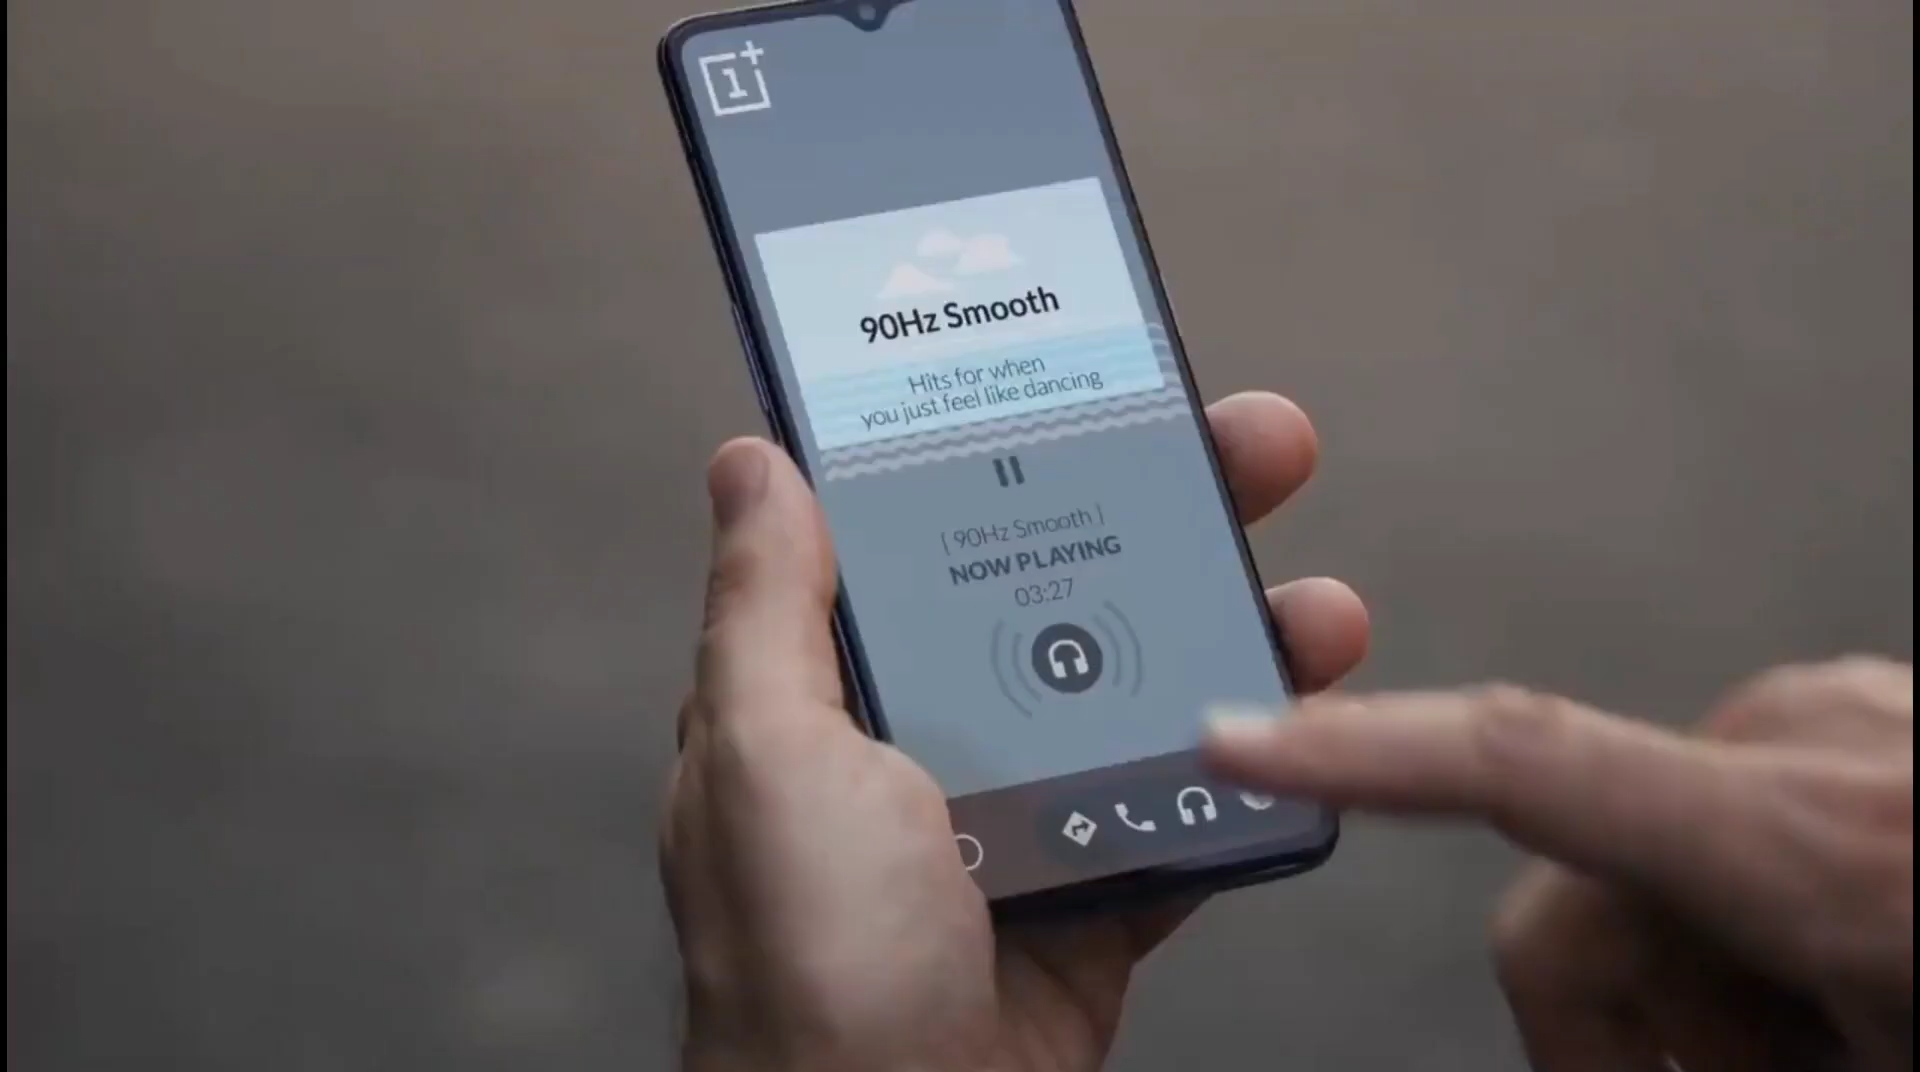 1+
90Hz Smooth
Hits for when
you just feel like dancing
[ 90Hz Smooth ]
NOW PLAYING
03:27